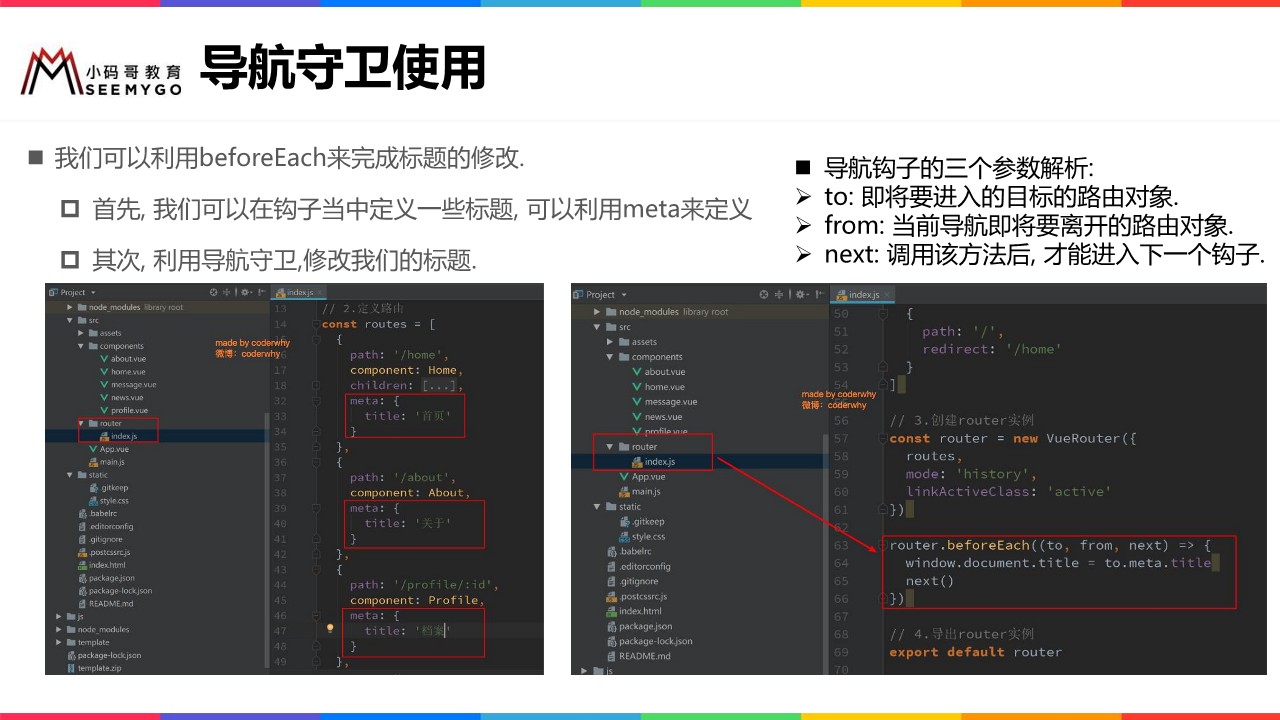 小码哥教育
SEEMYGO
导航守卫使用
■ 我们可以利用beforeEach来完成标题的修改.
首先, 我们可以在钩子当中定义一些标题, 可以利用meta来定义
其次, 利用导航守卫,修改我们的标题.
■ 导航钩子的三个参数解析:
➢ to: 即将要进入的目标的路由对象.
➢ from: 当前导航即将要离开的路由对象.
➢ next: 调用该方法后, 才能进入下一个钩子.
Project
node_modules library root
src
assets
components
about.vue
home.vue
message.vue
news.vue
profile.vue
router
index.js
App.vue
main.js
static
.gitkeep
style.css
.babelrc
.editorconfig
.gitignore
.postcssrc.js
index.html
package.json
package-lock.json
README.md
js
node_modules
template
package-lock.json
template.zip
made by coderwhy
微博: coderwhy
index.js
13 // 2.定义路由
14 const routes = [
{
16 path: '/home',
17 component: Home,
18 children: [...],
32 meta: {
33 title: '首页'
34 }
35 },
36 {
37 path: '/about',
38 component: About,
39 meta: {
40 title: '关于'
41 }
42 },
43 {
44 path: '/profile/:id',
45 component: Profile,
46 meta: {
47 title: '档案'
48 }
49 },
Project
node_modules library root
src
assets
components
about.vue
home.vue
message.vue
news.vue
profile.vue
router
index.js
App.vue
main.js
static
.gitkeep
style.css
.babelrc
.editorconfig
.gitignore
.postcssrc.js
index.html
package.json
package-lock.json
README.md
js
made by coderwhy
微博: coderwhy
index.js
50 {
51 path: '/',
52 redirect: '/home'
53 }
54 ]
56 // 3.创建router实例
57 const router = new VueRouter({
58 routes,
59 mode: 'history',
60 linkActiveClass: 'active'
61 })
62
63 router.beforeEach((to, from, next) => {
64 window.document.title = to.meta.title
65 next()
66 })
67
68 // 4.导出router实例
69 export default router
70